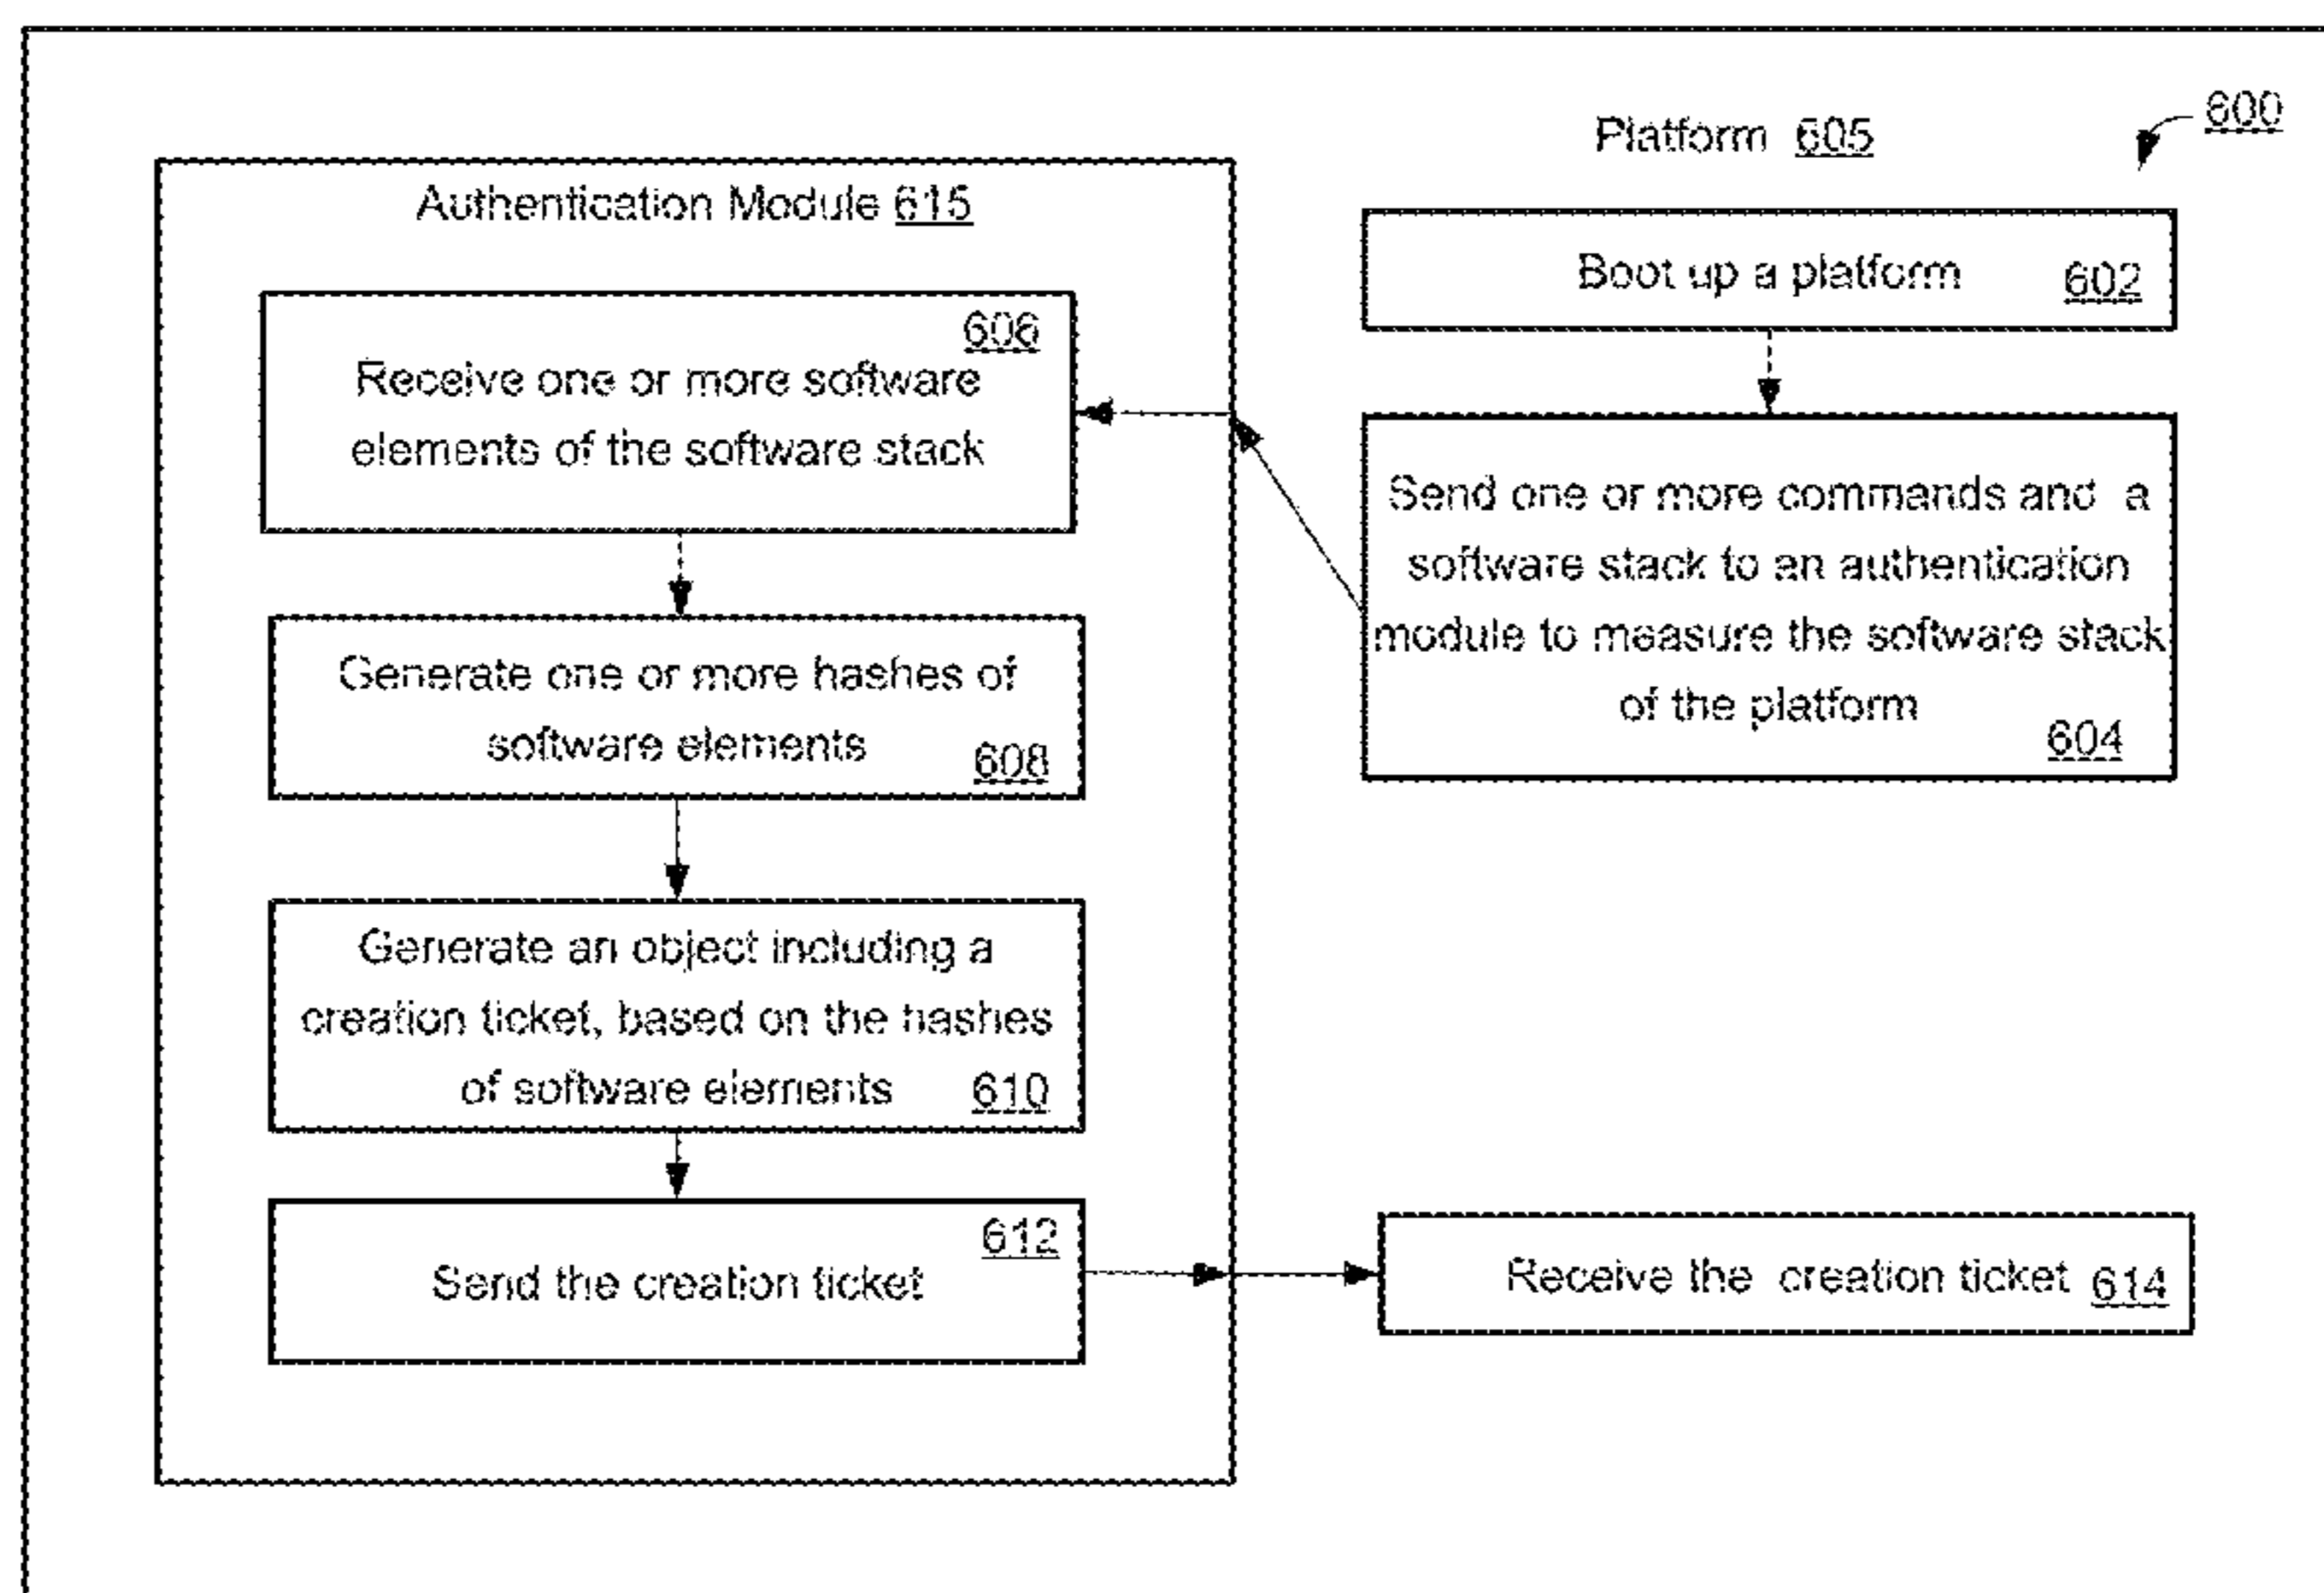 600
Platform 605
Authentication Module 615
Boot up a platform 602
Send one or more commands and a
software stack to an authentication
module to measure the software stack
of the platform
604
606
Receive one or more software
elements of the software stack
Generate one or more hashes of
software elements 608
Generate an object including a
creation ticket, based on the hashes
of software elements 610
612
Send the creation ticket
Receive the creation ticket 614